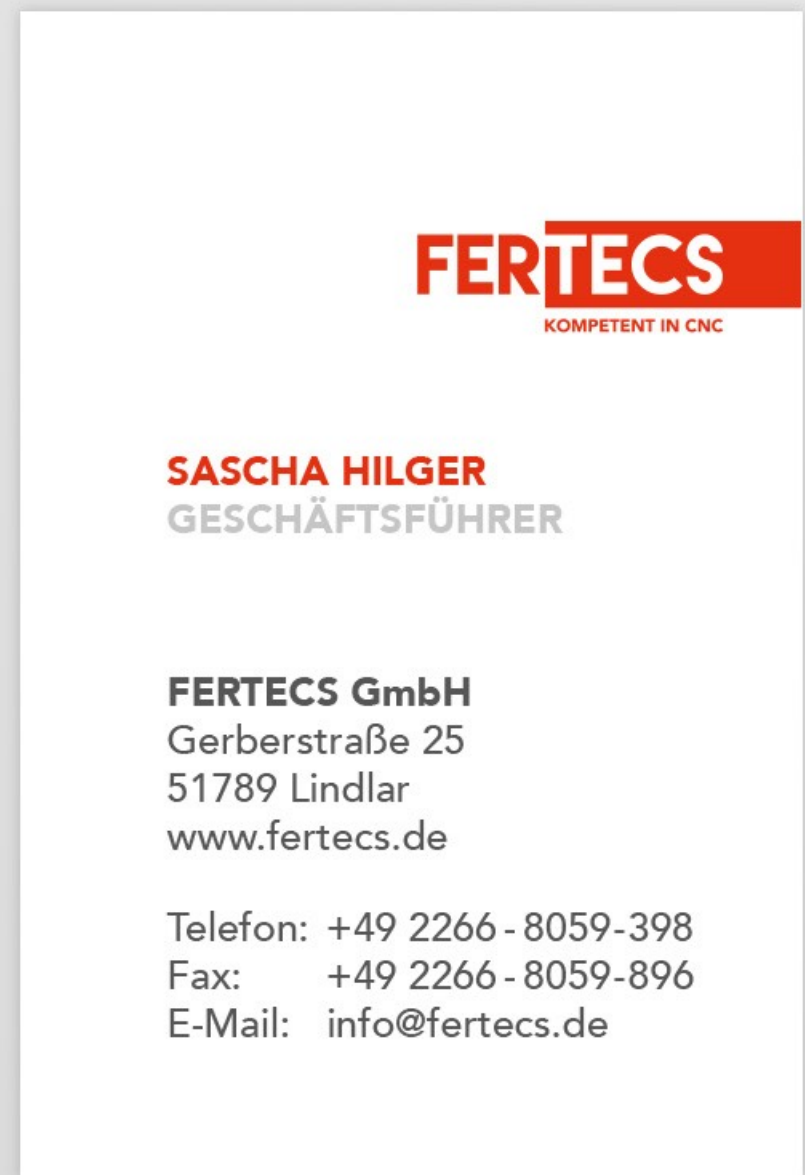 FERTECS
KOMPETENT IN CNC
SASCHA HILGER
GESCHÄFTSFÜHRER
FERTECS GmbH
Gerberstraße 25
51789 Lindlar
www.fertecs.de
Telefon: +49 2266 - 8059-398
Fax: +49 2266 - 8059-896
E-Mail: info@fertecs.de